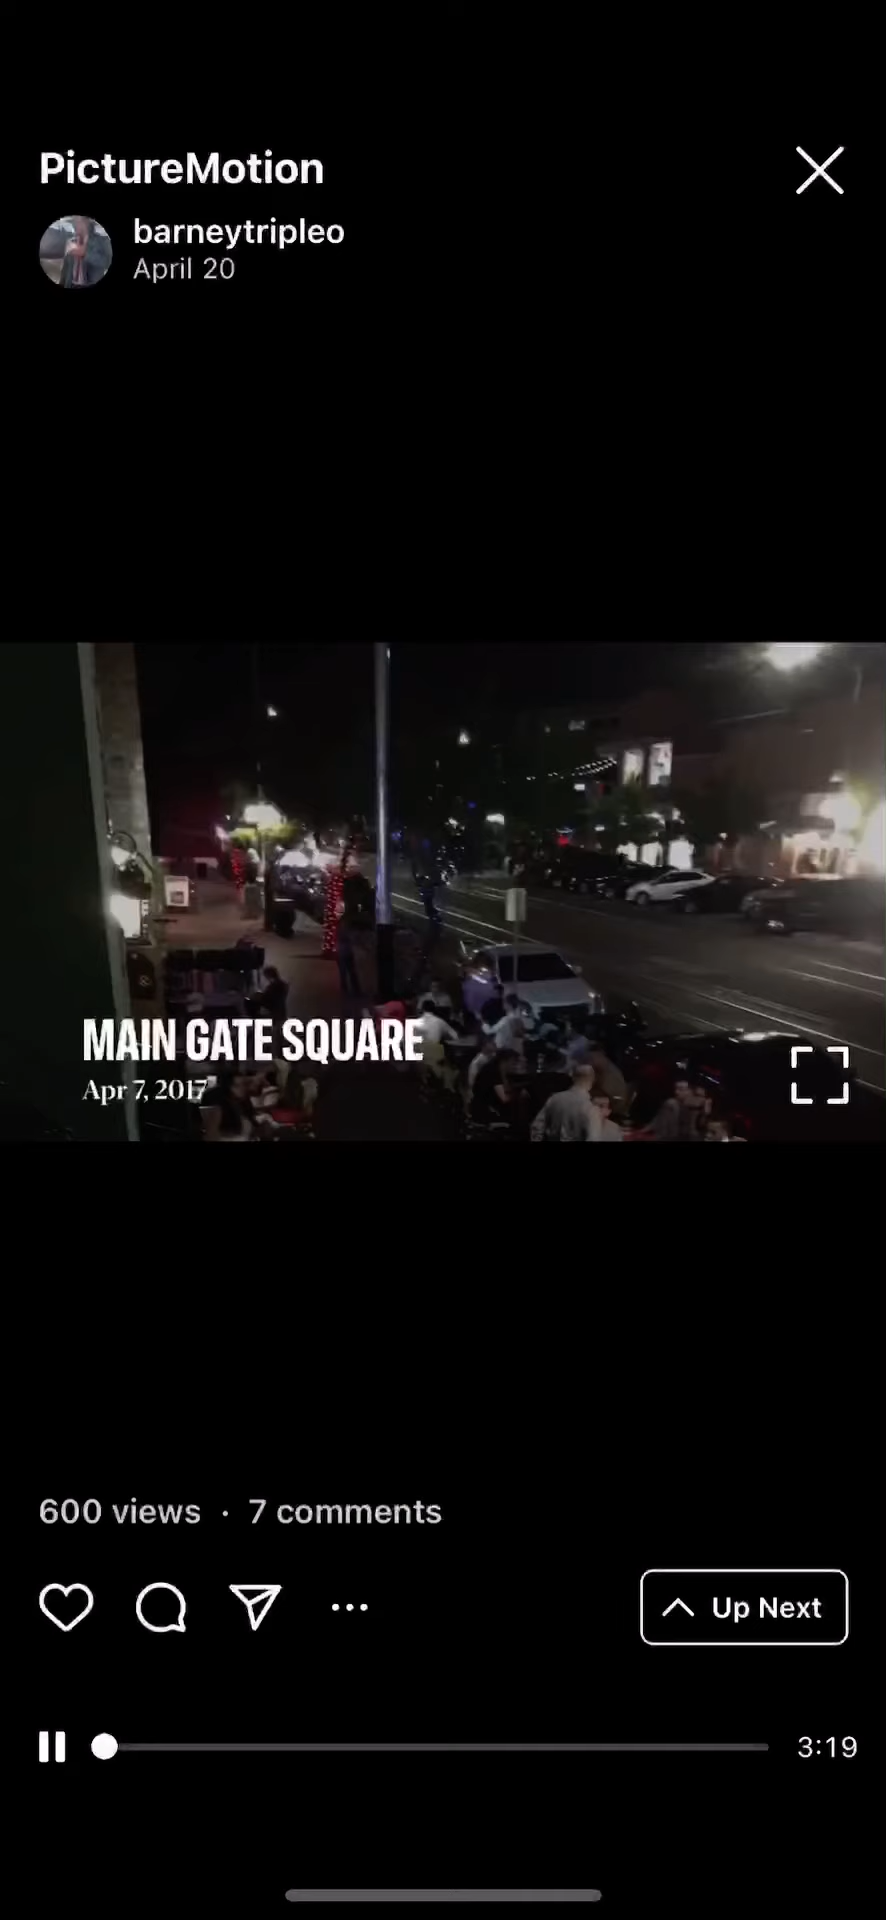 PictureMotion
barneytripleo
April 20
MAIN GATE SQUARE
Apr 7, 2017
600 views · 7 comments
Up Next
3:19